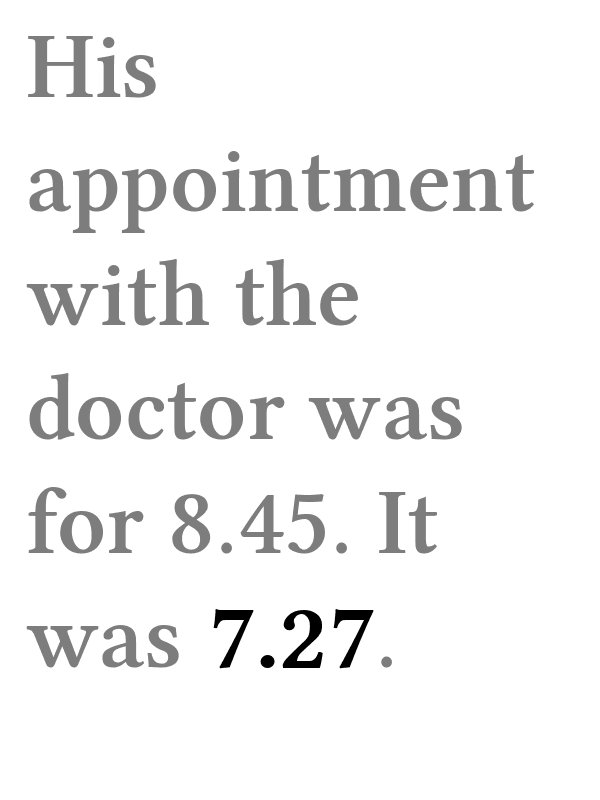 His
appointment
with the
doctor was
for 8.45. It
was 7.27.